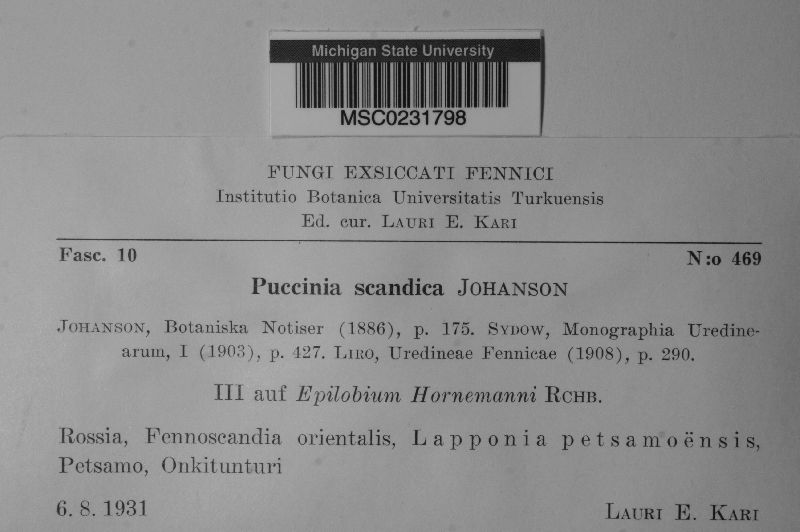 Michigan State University
MSC0231798
FUNGI EXSICCATI FENNICI
Institutio Botanica Universitatis Turkuensis
Ed. cur. LAURI E. KARI
Fasc. 10 N:o 469
Puccinia scandica JOHANSON
JOHANSON, Botaniska Notiser (1886), p. 175. SYDOW, Monographia Uredine-
arum, I (1903), p. 427. LIRO, Uredineae Fennicae (1908), p. 290.
III auf Epilobium Hornemanni RCHB.
Rossia, Fennoscandia orientalis, Lapponia petsamoënsis,
Petsamo, Onkitunturi
6. 8. 1931 LAURI E. KARI